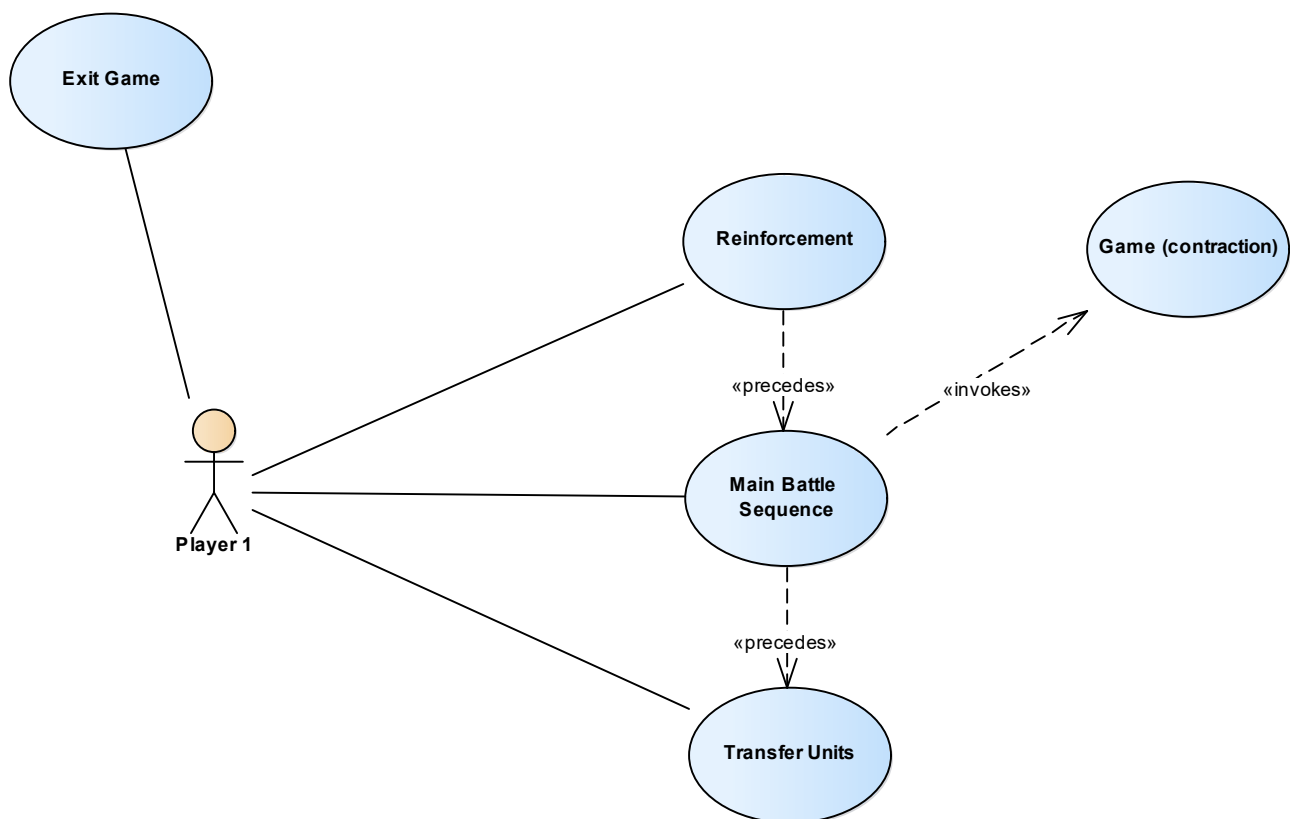 Exit Game
Reinforcement
Game (contraction)
«precedes»
«invokes»
Main Battle
Sequence
Player 1
«precedes»
Transfer Units